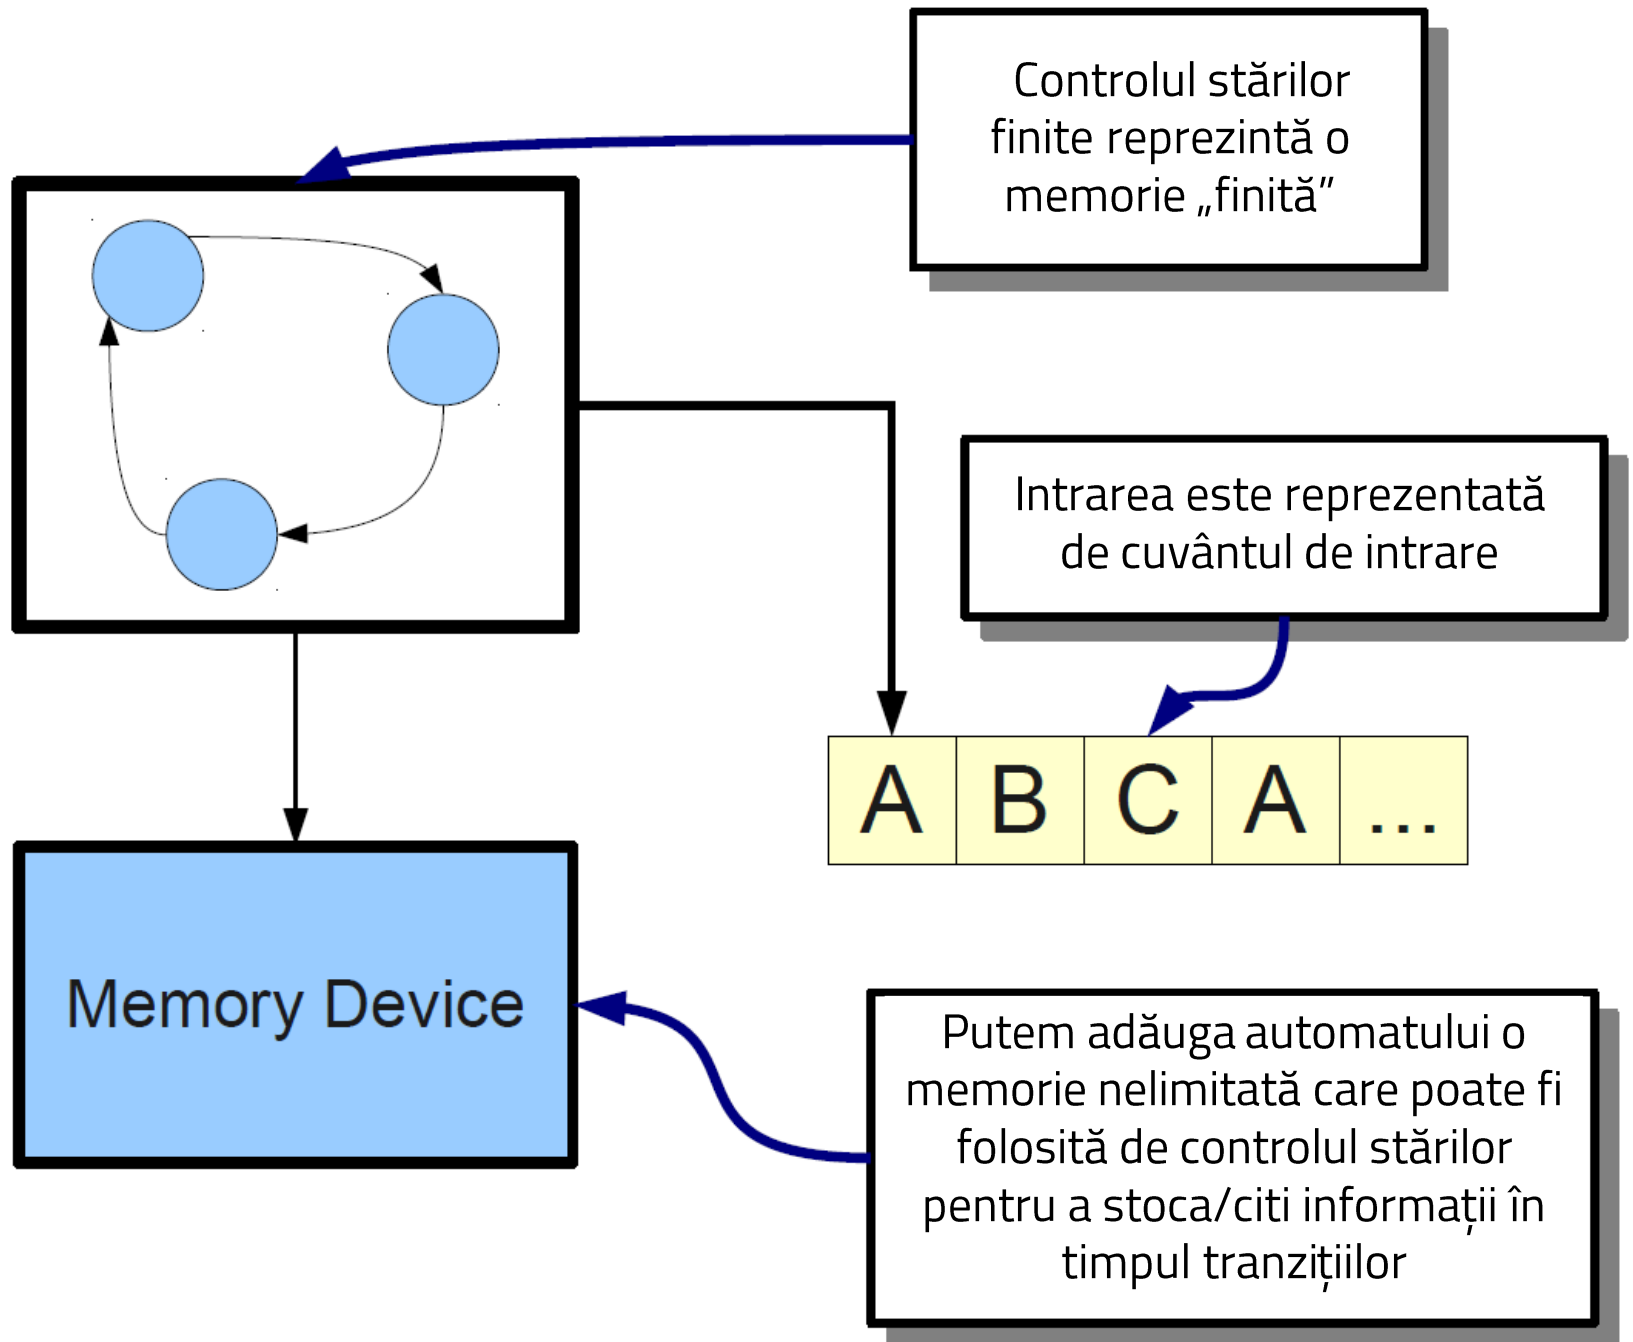 Controlul stărilor
finite reprezintă o
memorie „finită”
Intrarea este reprezentată
de cuvântul de intrare
A B C A ...
Memory Device
Putem adăuga automatului o
memorie nelimitată care poate fi
folosită de controlul stărilor
pentru a stoca/citi informații în
timpul tranzițiilor